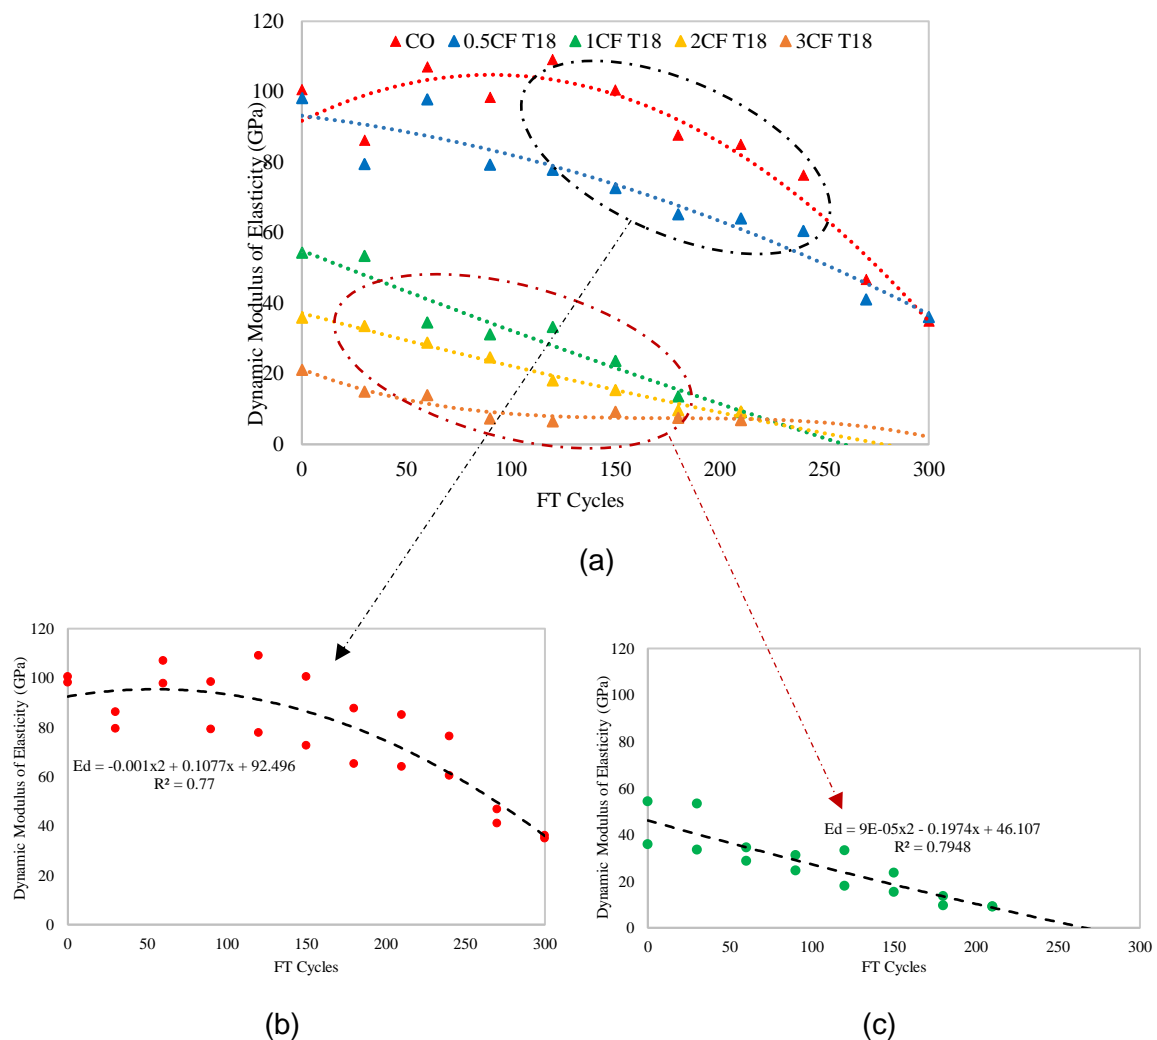 120
CO 0.5CF T18 1CF T18 2CF T18 3CF T18
100
80
60
40
20
0
Dynamic Modulus of Elasticity (GPa)
0 50 100 150 200 250 300
FT Cycles
(a)
120
100
80
60
40
20
0
Dynamic Modulus of Elasticity (GPa)
Ed = -0.001x2 + 0.1077x + 92.496
R² = 0.77
0 50 100 150 200 250 300
FT Cycles
(b)
120
100
80
60
40
20
0
Dynamic Modulus of Elasticity (GPa)
Ed = 9E-05x2 - 0.1974x + 46.107
R² = 0.7948
0 50 100 150 200 250 300
FT Cycles
(c)